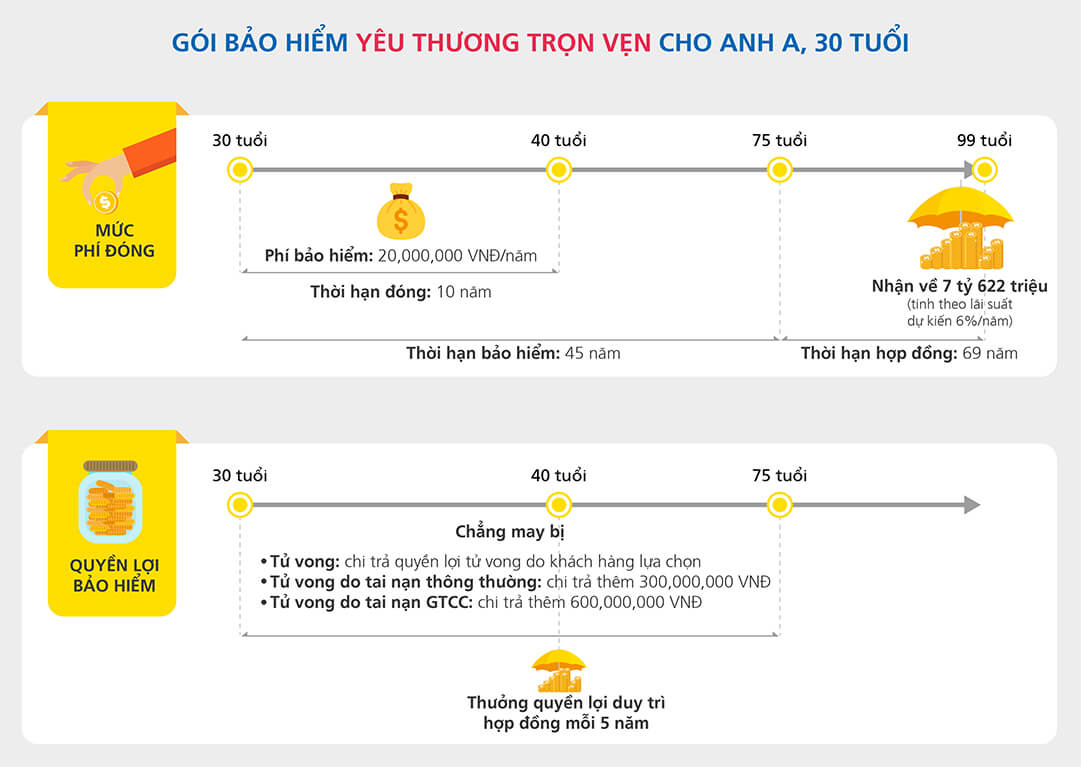 GÓI BẢO HIỂM YÊU THƯƠNG TRỌN VẸN CHO ANH A, 30 TUỔI
MỨC
PHÍ ĐÓNG
30 tuổi
40 tuổi
75 tuổi
99 tuổi
$
$
Phí bảo hiểm: 20,000,000 VNĐ/năm
Thời hạn đóng: 10 năm
Nhận về 7 tỷ 622 triệu
(tính theo lãi suất
dự kiến 6%/năm)
Thời hạn bảo hiểm: 45 năm
Thời hạn hợp đồng: 69 năm
QUYỀN LỢI
BẢO HIỂM
30 tuổi
40 tuổi
75 tuổi
Chẳng may bị
• Tử vong: chi trả quyền lợi tử vong do khách hàng lựa chọn
• Tử vong do tai nạn thông thường: chi trả thêm 300,000,000 VNĐ
• Tử vong do tai nạn GTCC: chi trả thêm 600,000,000 VNĐ
Thưởng quyền lợi duy trì
hợp đồng mỗi 5 năm